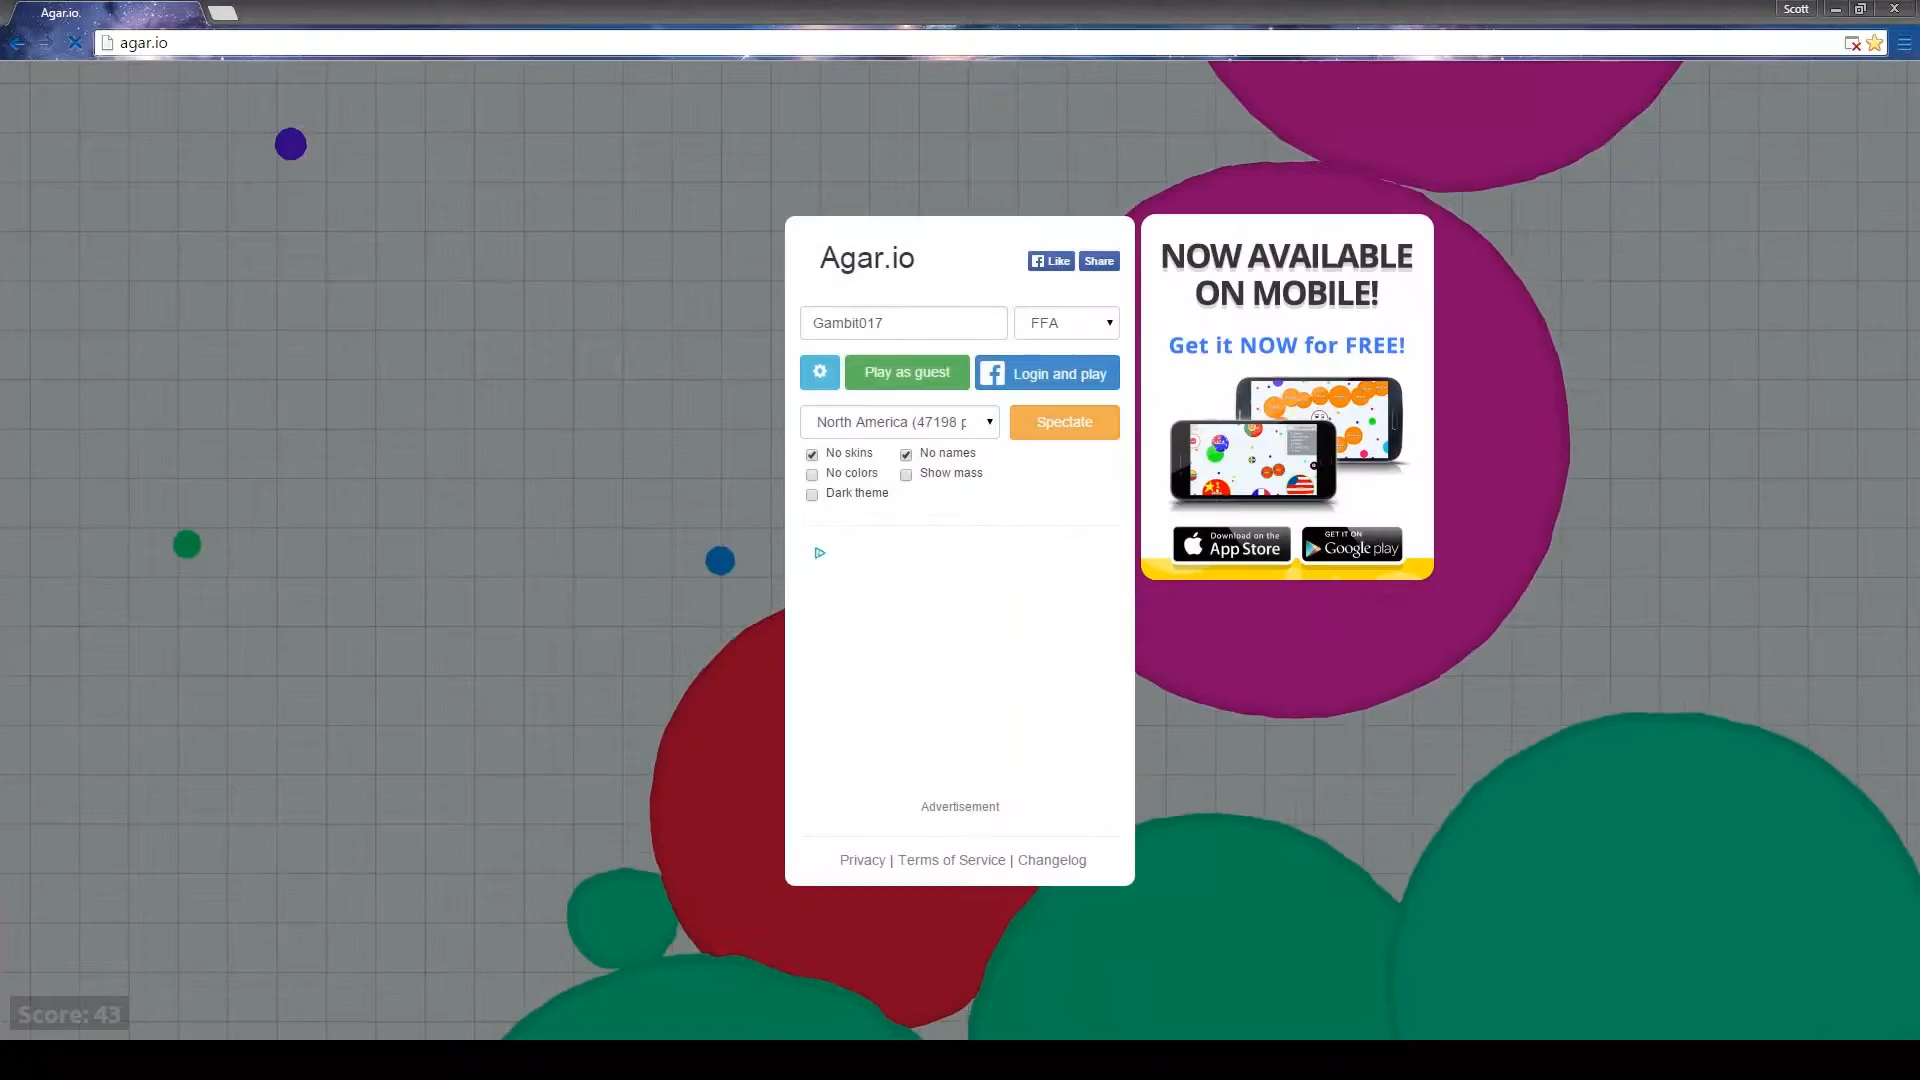 Agar.io
Scott
agar.io
Agar.io
Like
Share
Gambit017
FFA
Play as guest
Login and play
North America (47198 p
Spectate
No skins
No names
No colors
Show mass
Dark theme
Advertisement
Privacy | Terms of Service | Changelog
NOW AVAILABLE
ON MOBILE!
Get it NOW for FREE!
Download on the
App Store
GET IT ON
Google play
Score: 43